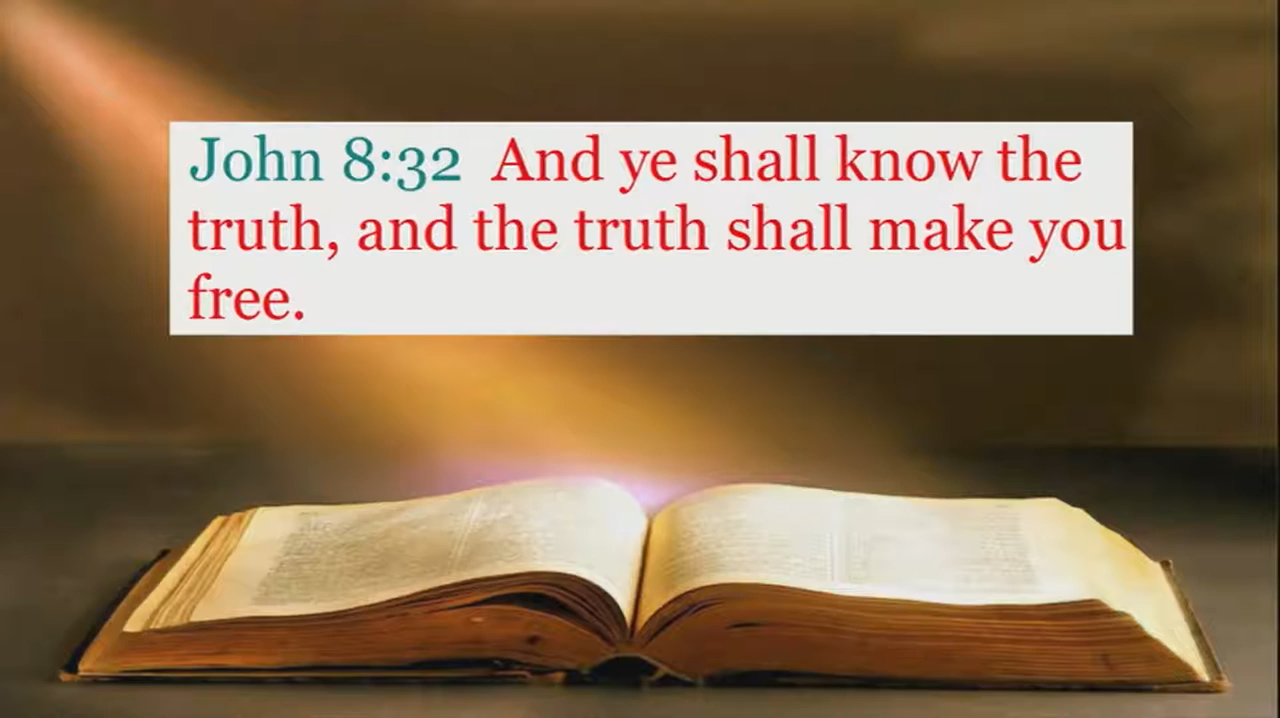 John 8:32 And ye shall know the
truth, and the truth shall make you
free.